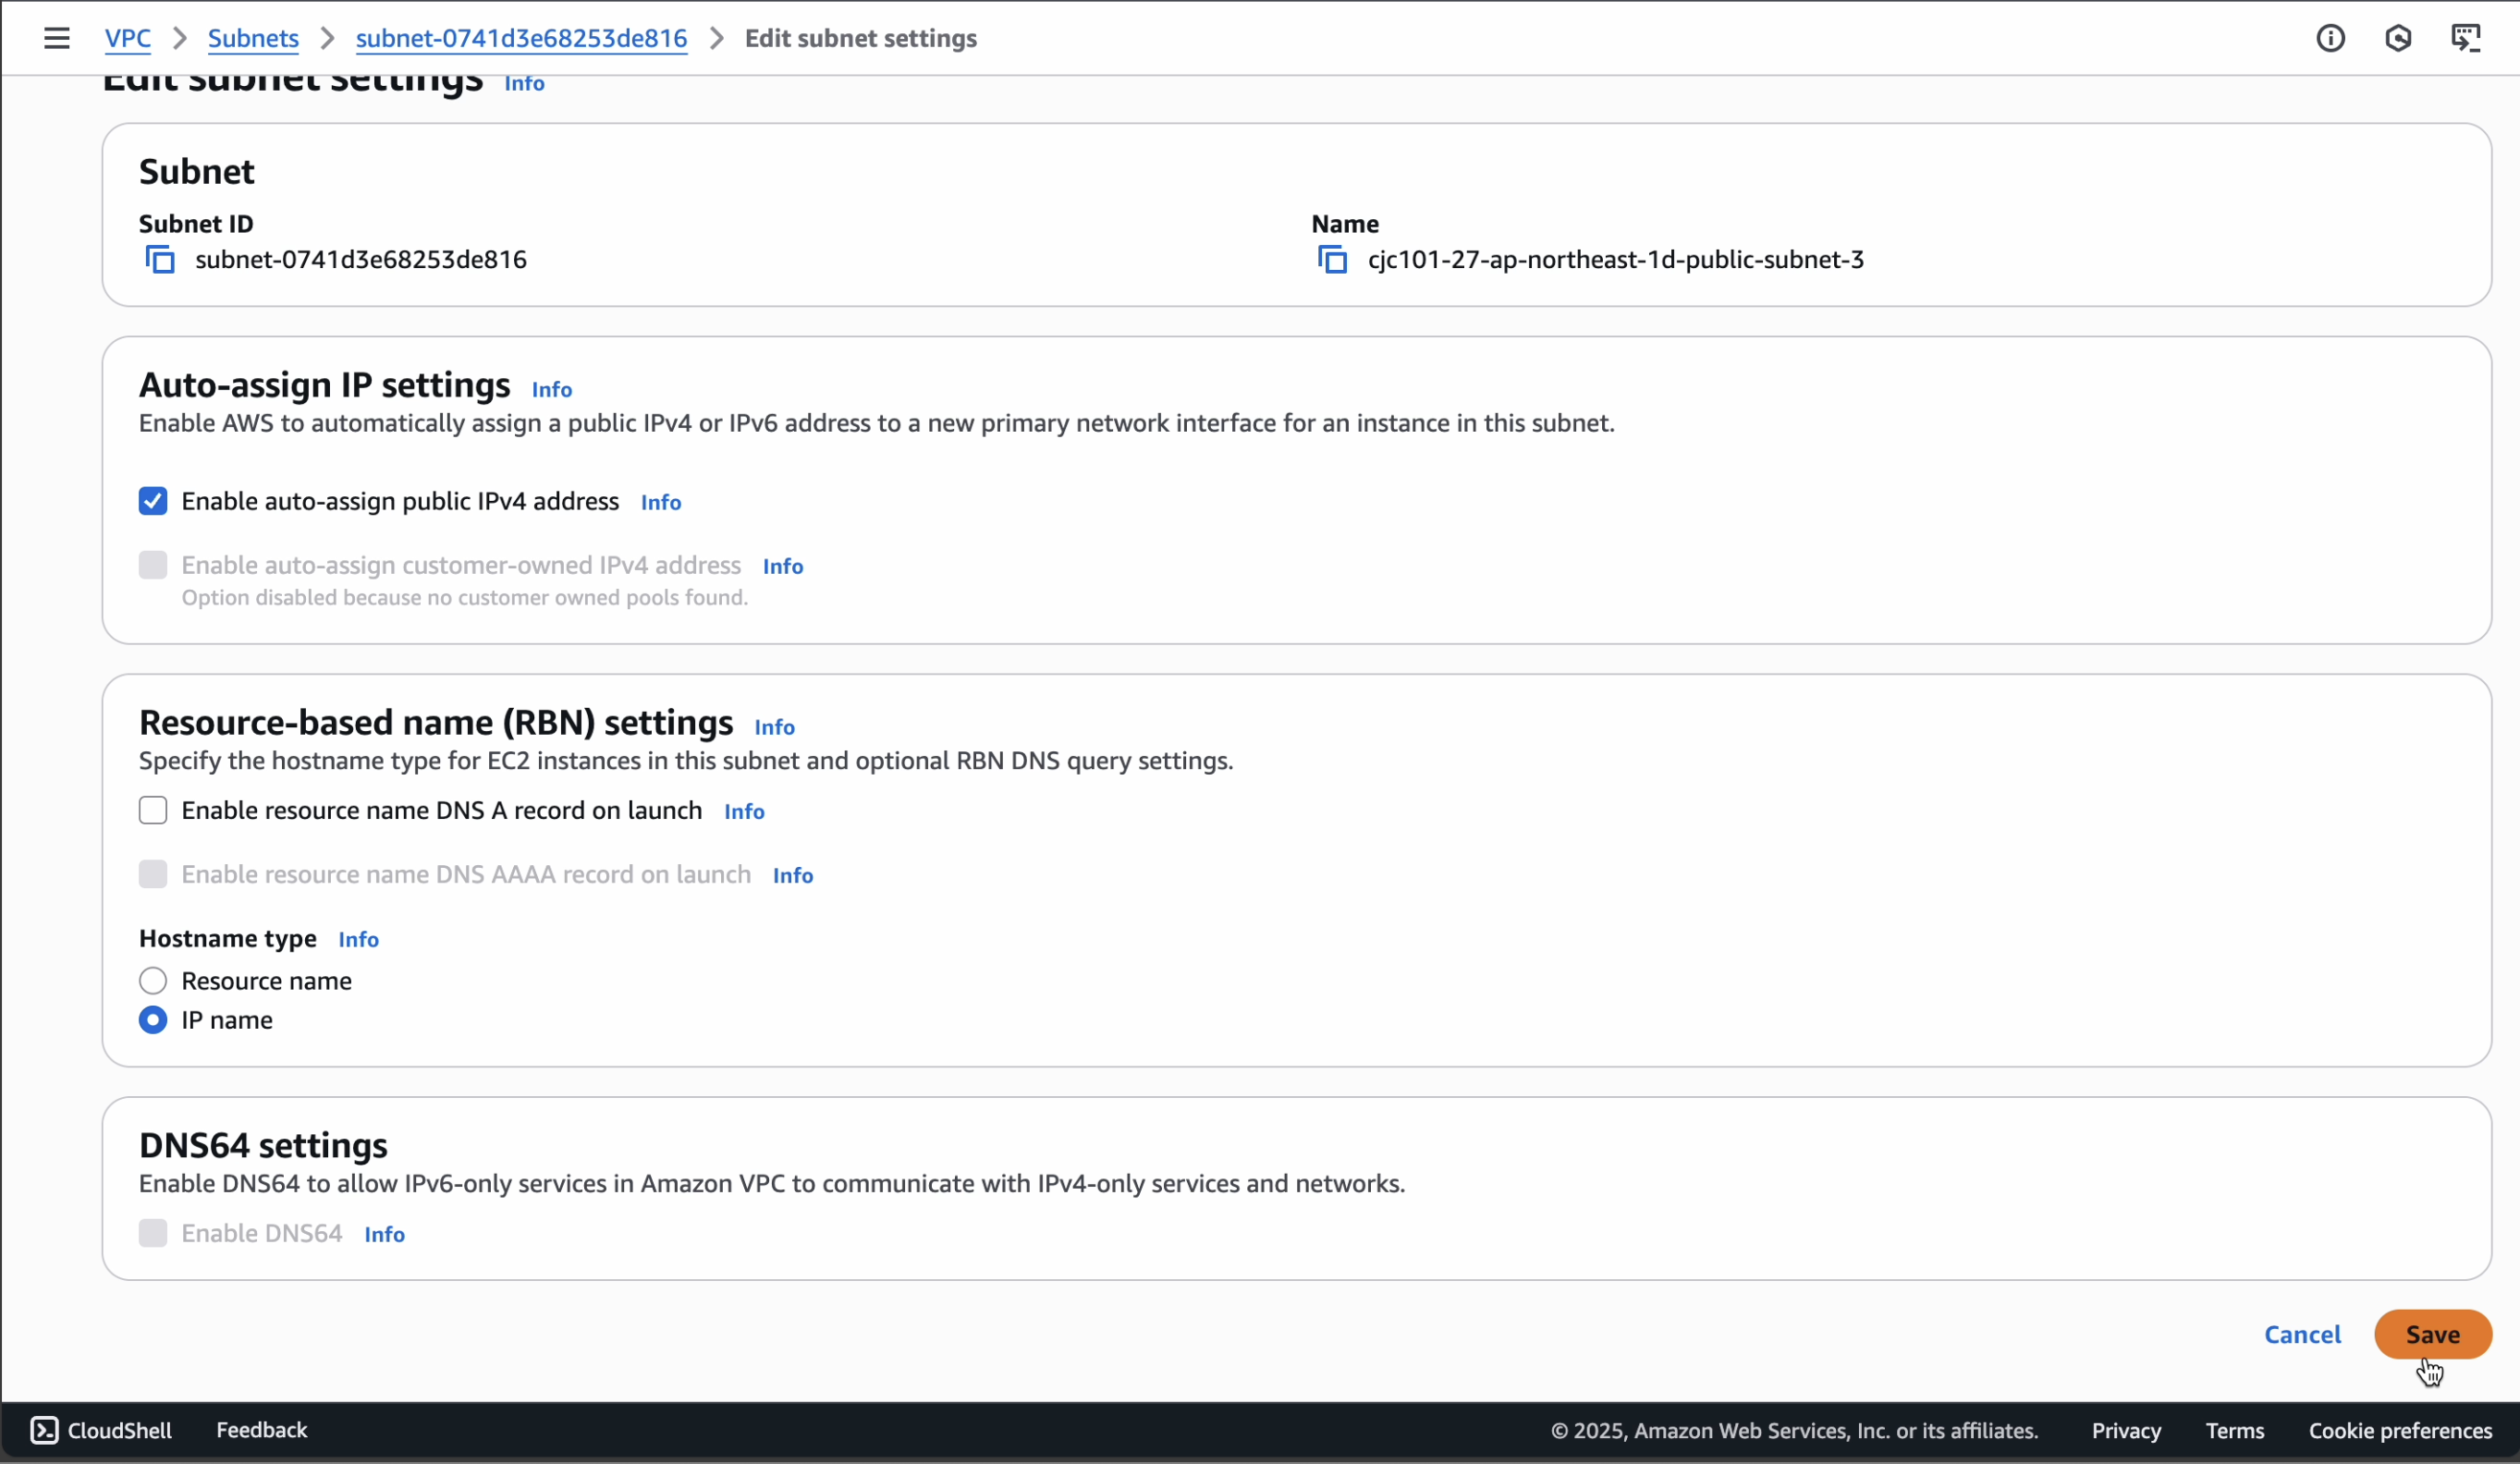 VPC > Subnets > subnet-0741d3e68253de816 > Edit subnet settings
Edit subnet settings Info
Subnet
Subnet ID
subnet-0741d3e68253de816
Name
cjc101-27-ap-northeast-1d-public-subnet-3
Auto-assign IP settings Info
Enable AWS to automatically assign a public IPv4 or IPv6 address to a new primary network interface for an instance in this subnet.
Enable auto-assign public IPv4 address Info
Enable auto-assign customer-owned IPv4 address Info
Option disabled because no customer owned pools found.
Resource-based name (RBN) settings Info
Specify the hostname type for EC2 instances in this subnet and optional RBN DNS query settings.
Enable resource name DNS A record on launch Info
Enable resource name DNS AAAA record on launch Info
Hostname type Info
Resource name
IP name
DNS64 settings
Enable DNS64 to allow IPv6-only services in Amazon VPC to communicate with IPv4-only services and networks.
Enable DNS64 Info
Cancel Save
CloudShell Feedback © 2025, Amazon Web Services, Inc. or its affiliates. Privacy Terms Cookie preferences